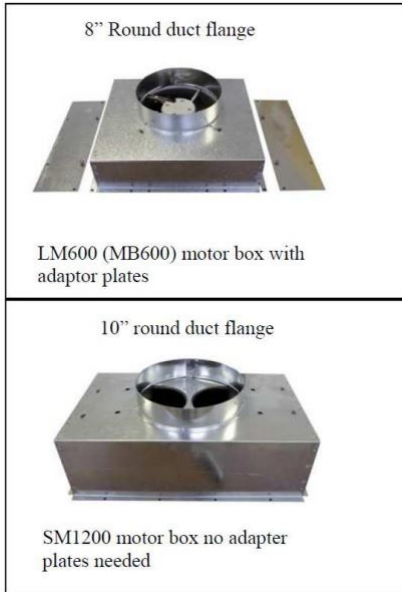 8” Round duct flange
LM600 (MB600) motor box with
adaptor plates
10” round duct flange
SM1200 motor box no adapter
plates needed